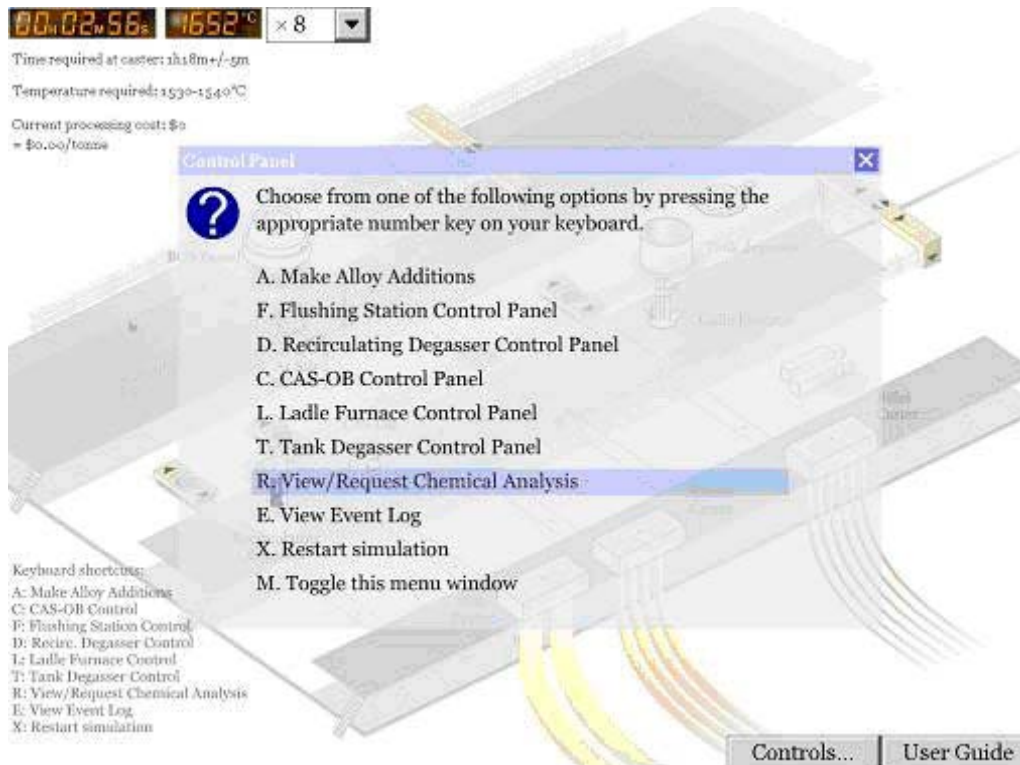 00H02M56S 1652°C × 8
Time required at caster: 1h18m+/-5m
Temperature required: 1530-1540°C
Current processing cost: $0
= $0.00/tonne
Control Panel
Choose from one of the following options by pressing the
appropriate number key on your keyboard.
A. Make Alloy Additions
F. Flushing Station Control Panel
D. Recirculating Degasser Control Panel
C. CAS-OB Control Panel
L. Ladle Furnace Control Panel
T. Tank Degasser Control Panel
R. View/Request Chemical Analysis
E. View Event Log
X. Restart simulation
M. Toggle this menu window
Keyboard shortcuts:
A: Make Alloy Additions
C: CAS-OB Control
F: Flushing Station Control
D: Recirc. Degasser Control
L: Ladle Furnace Control
T: Tank Degasser Control
R: View/Request Chemical Analysis
E: View Event Log
X: Restart simulation
Controls...
User Guide